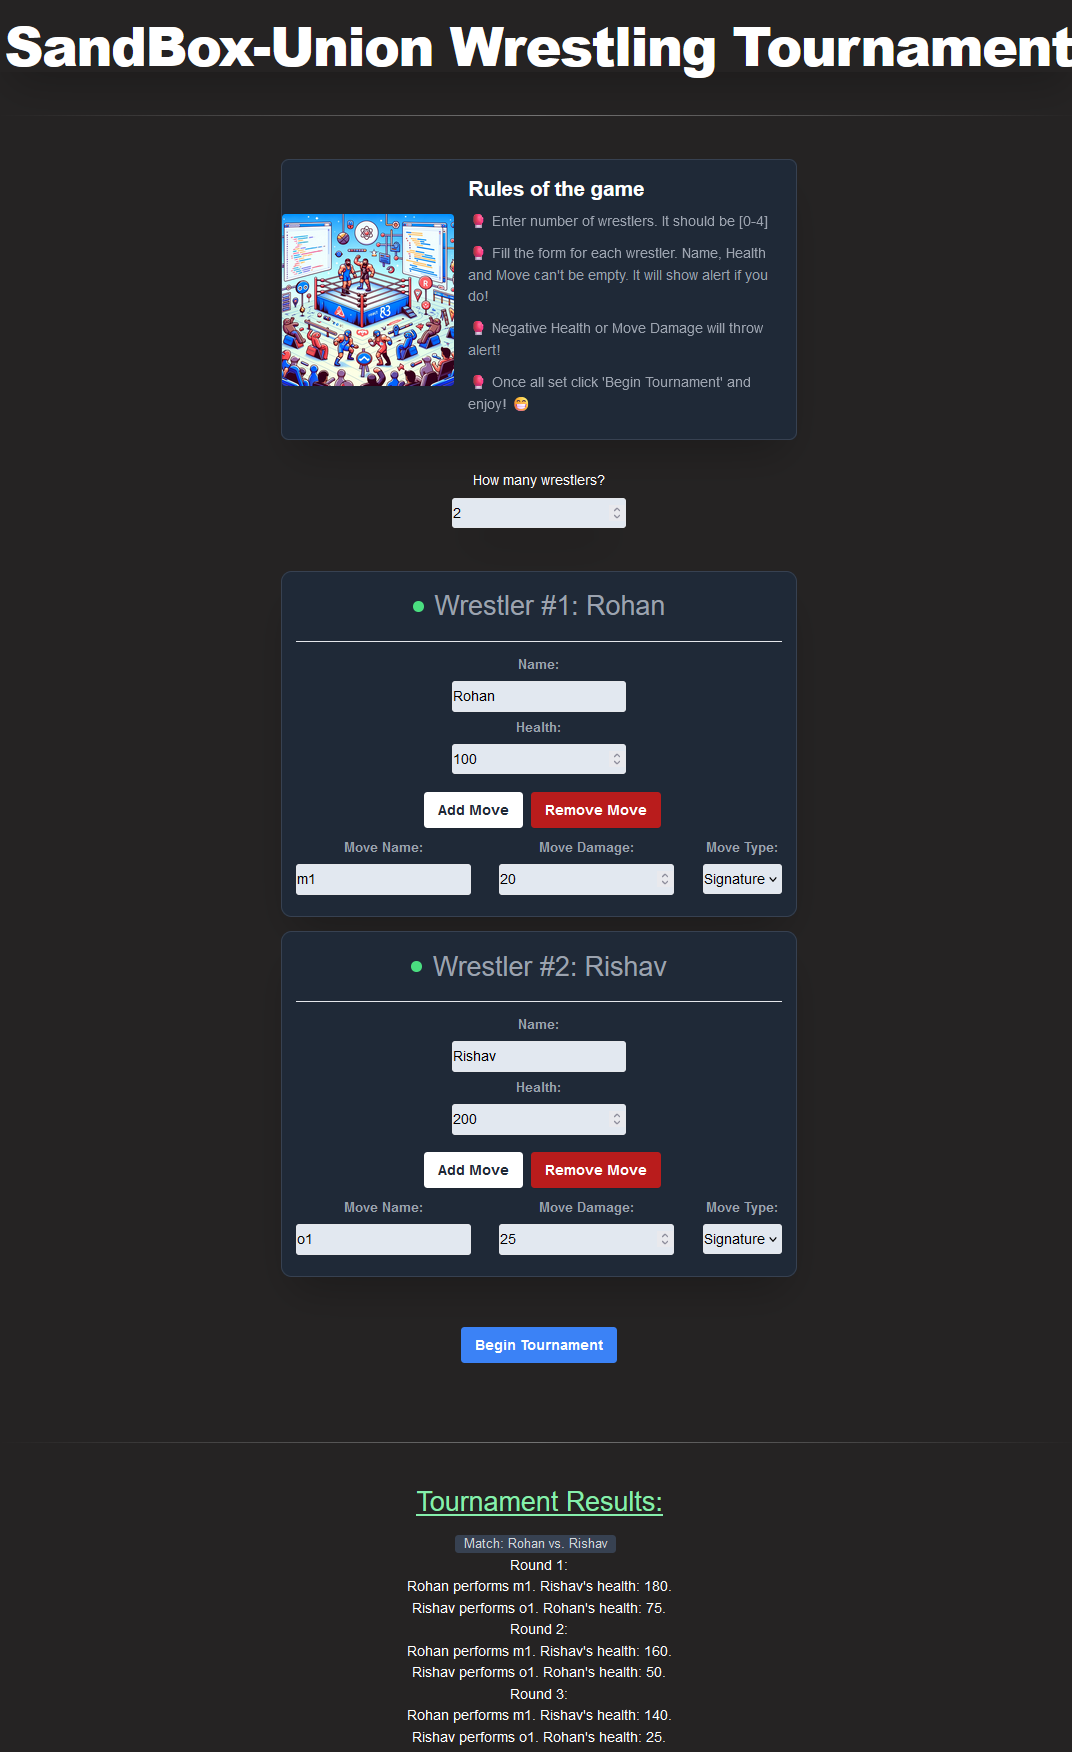 SandBox-Union Wrestling Tournament
Rules of the game
🥊 Enter number of wrestlers. It should be [0-4]
🥊 Fill the form for each wrestler. Name, Health
and Move can't be empty. It will show alert if you
do!
🥊 Negative Health or Move Damage will throw
alert!
🥊 Once all set click 'Begin Tournament' and
enjoy! 😁
How many wrestlers?
2
Wrestler #1: Rohan
Name:
Rohan
Health:
100
Add Move Remove Move
Move Name: Move Damage: Move Type:
m1 20 Signature
Wrestler #2: Rishav
Name:
Rishav
Health:
200
Add Move Remove Move
Move Name: Move Damage: Move Type:
o1 25 Signature
Begin Tournament
Tournament Results:
Match: Rohan vs. Rishav
Round 1:
Rohan performs m1. Rishav's health: 180.
Rishav performs o1. Rohan's health: 75.
Round 2:
Rohan performs m1. Rishav's health: 160.
Rishav performs o1. Rohan's health: 50.
Round 3:
Rohan performs m1. Rishav's health: 140.
Rishav performs o1. Rohan's health: 25.